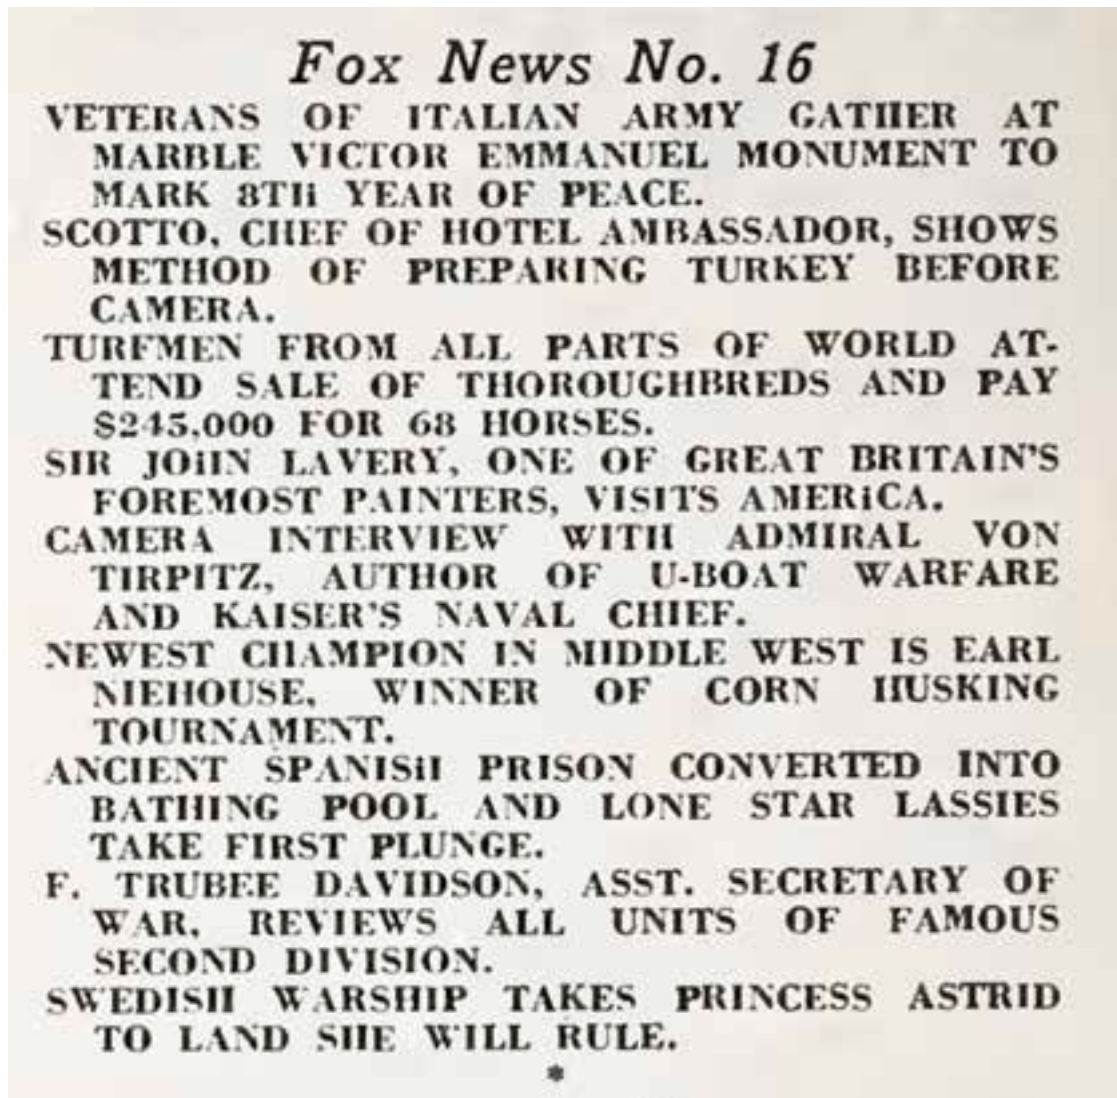 Fox News No. 16
VETERANS OF ITALIAN ARMY GATHER AT
MARBLE VICTOR EMMANUEL MONUMENT TO
MARK 8TH YEAR OF PEACE.
SCOTTO, CHEF OF HOTEL AMBASSADOR, SHOWS
METHOD OF PREPARING TURKEY BEFORE
CAMERA.
TURFMEN FROM ALL PARTS OF WORLD AT-
TEND SALE OF THOROUGHBREDS AND PAY
$245,000 FOR 68 HORSES.
SIR JOHN LAVERY, ONE OF GREAT BRITAIN'S
FOREMOST PAINTERS, VISITS AMERICA.
CAMERA INTERVIEW WITH ADMIRAL VON
TIRPITZ, AUTHOR OF U-BOAT WARFARE
AND KAISER'S NAVAL CHIEF.
NEWEST CHAMPION IN MIDDLE WEST IS EARL
NIEHOUSE, WINNER OF CORN HUSKING
TOURNAMENT.
ANCIENT SPANISH PRISON CONVERTED INTO
BATHING POOL AND LONE STAR LASSIES
TAKE FIRST PLUNGE.
F. TRUBEE DAVIDSON, ASST. SECRETARY OF
WAR, REVIEWS ALL UNITS OF FAMOUS
SECOND DIVISION.
SWEDISH WARSHIP TAKES PRINCESS ASTRID
TO LAND SHE WILL RULE.
*